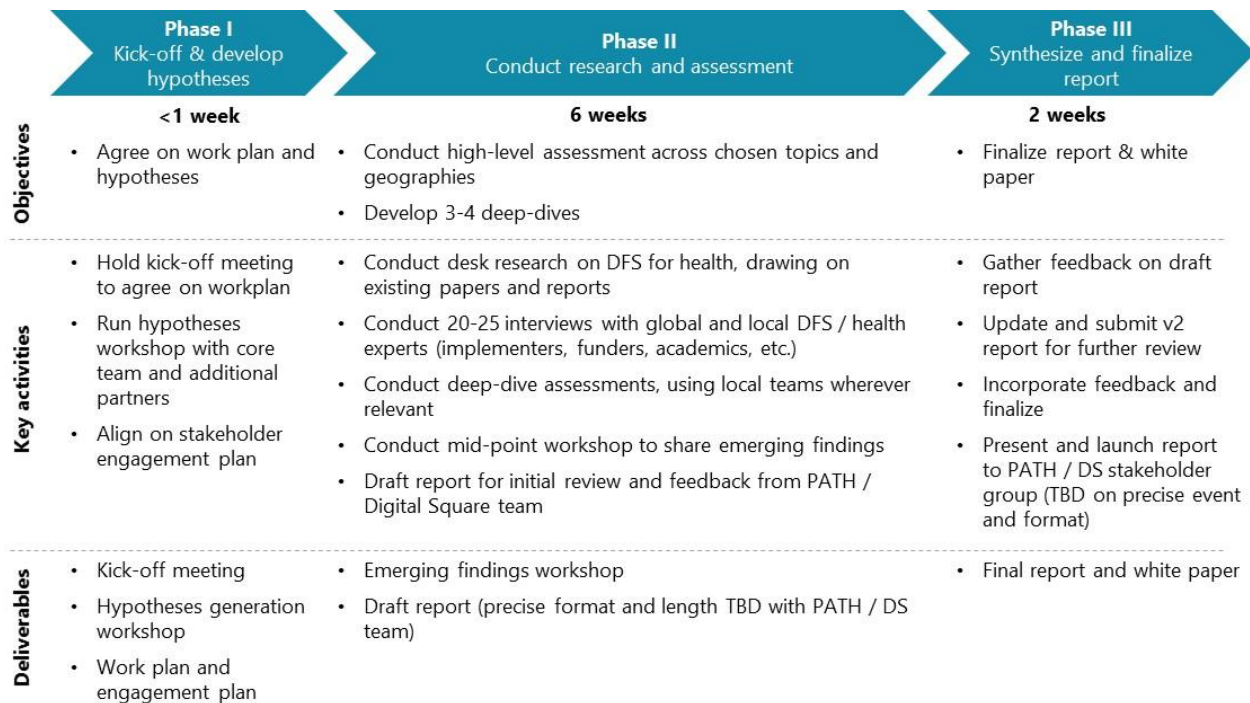 Phase I
Kick-off & develop
hypotheses
Phase II
Conduct research and assessment
Phase III
Synthesize and finalize
report
<1 week
6 weeks
2 weeks
Objectives
• Agree on work plan and
hypotheses
• Conduct high-level assessment across chosen topics and
geographies
• Develop 3-4 deep-dives
• Finalize report & white
paper
Key activities
• Hold kick-off meeting
to agree on workplan
• Run hypotheses
workshop with core
team and additional
partners
• Align on stakeholder
engagement plan
• Conduct desk research on DFS for health, drawing on
existing papers and reports
• Conduct 20-25 interviews with global and local DFS / health
experts (implementers, funders, academics, etc.)
• Conduct deep-dive assessments, using local teams wherever
relevant
• Conduct mid-point workshop to share emerging findings
• Draft report for initial review and feedback from PATH /
Digital Square team
• Gather feedback on draft
report
• Update and submit v2
report for further review
• Incorporate feedback and
finalize
• Present and launch report
to PATH / DS stakeholder
group (TBD on precise event
and format)
Deliverables
• Kick-off meeting
• Hypotheses generation
workshop
• Work plan and
engagement plan
• Emerging findings workshop
• Draft report (precise format and length TBD with PATH / DS
team)
• Final report and white paper